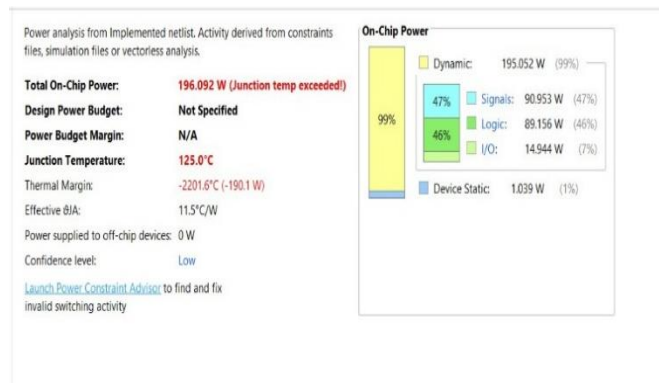 Power analysis from Implemented netlist. Activity derived from constraints
files, simulation files or vectorless analysis.
Total On-Chip Power: 196.092 W (Junction temp exceeded!)
Design Power Budget: Not Specified
Power Budget Margin: N/A
Junction Temperature: 125.0°C
Thermal Margin: -2201.6°C (-190.1 W)
Effective ϑJA: 11.5°C/W
Power supplied to off-chip devices: 0 W
Confidence level: Low
Launch Power Constraint Advisor to find and fix
invalid switching activity
On-Chip Power
Dynamic: 195.052 W (99%)
47% Signals: 90.953 W (47%)
99%
46% Logic: 89.156 W (46%)
I/O: 14.944 W (7%)
Device Static: 1.039 W (1%)